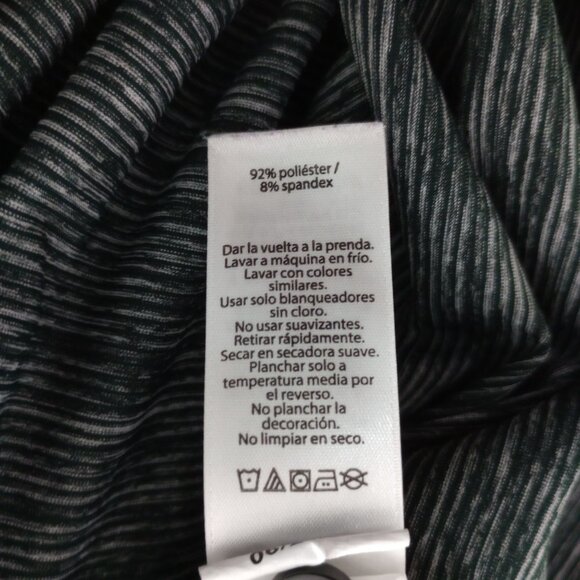 92% poliéster /
8% spandex
Dar la vuelta a la prenda.
Lavar a máquina en frío.
Lavar con colores
similares.
Usar solo blanqueadores
sin cloro.
No usar suavizantes.
Retirar rápidamente.
Secar en secadora suave.
Planchar solo a
temperatura media por
el reverso.
No planchar la
decoración.
No limpiar en seco.